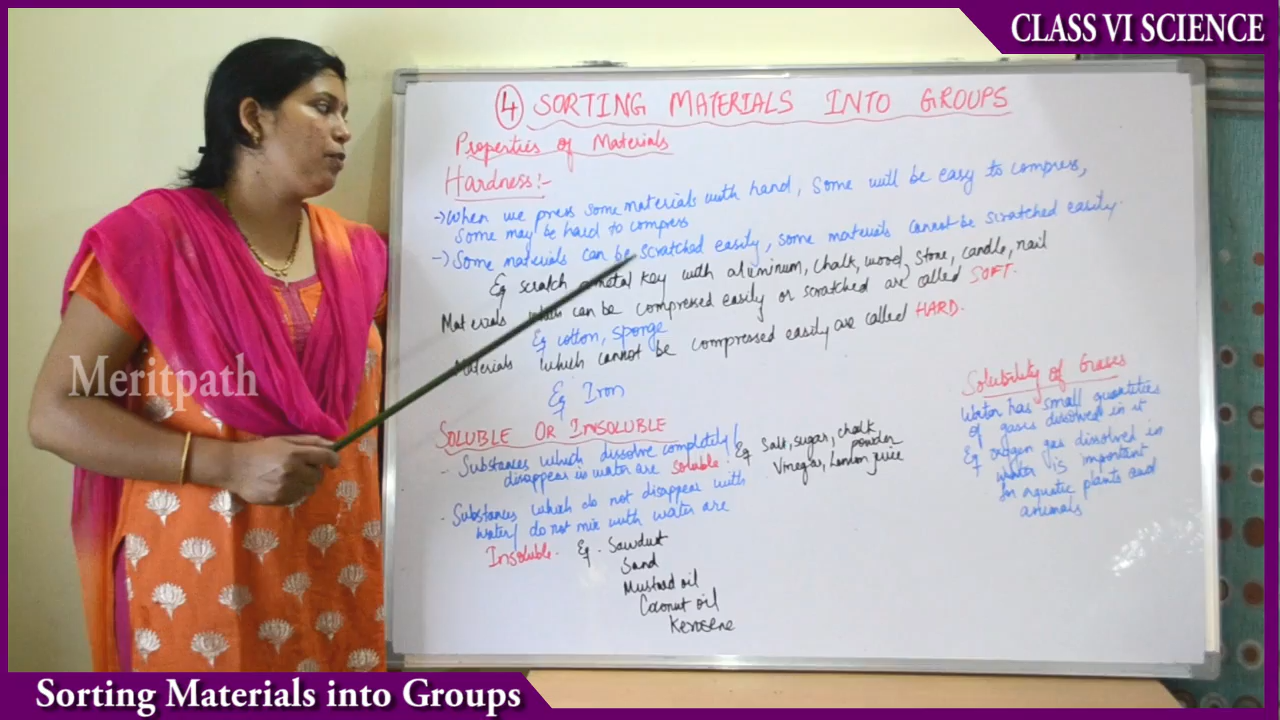 CLASS VI SCIENCE
4 SORTING MATERIALS INTO GROUPS
Properties of Materials
Hardness:-
→ When we press some materials with hand, Some will be easy to compress,
Some may be hard to compress
→ Some materials can be scratched easily, some materials cannot be scratched easily.
Eg scratch a metal key with aluminum, chalk, wood, stone, candle, nail
Materials which can be compressed easily or scratched are called SOFT.
Eg cotton, sponge
Materials which cannot be compressed easily are called HARD.
Eg Iron
SOLUBLE OR INSOLUBLE
- Substances which dissolve completely/
disappear in water are soluble. Eg Salt, sugar, chalk powder
Vinegar, Lemon juice
- Substances which do not disappear with
water/ do not mix with water are
Insoluble. Eg. Sawdust
Sand
Mustard oil
Coconut oil
Kerosene
Solubility of Gases
Water has small quantities
of gases dissolved in it
Eg oxygen gas dissolved in
water is important
for aquatic plants and
animals
Meritpath
Sorting Materials into Groups